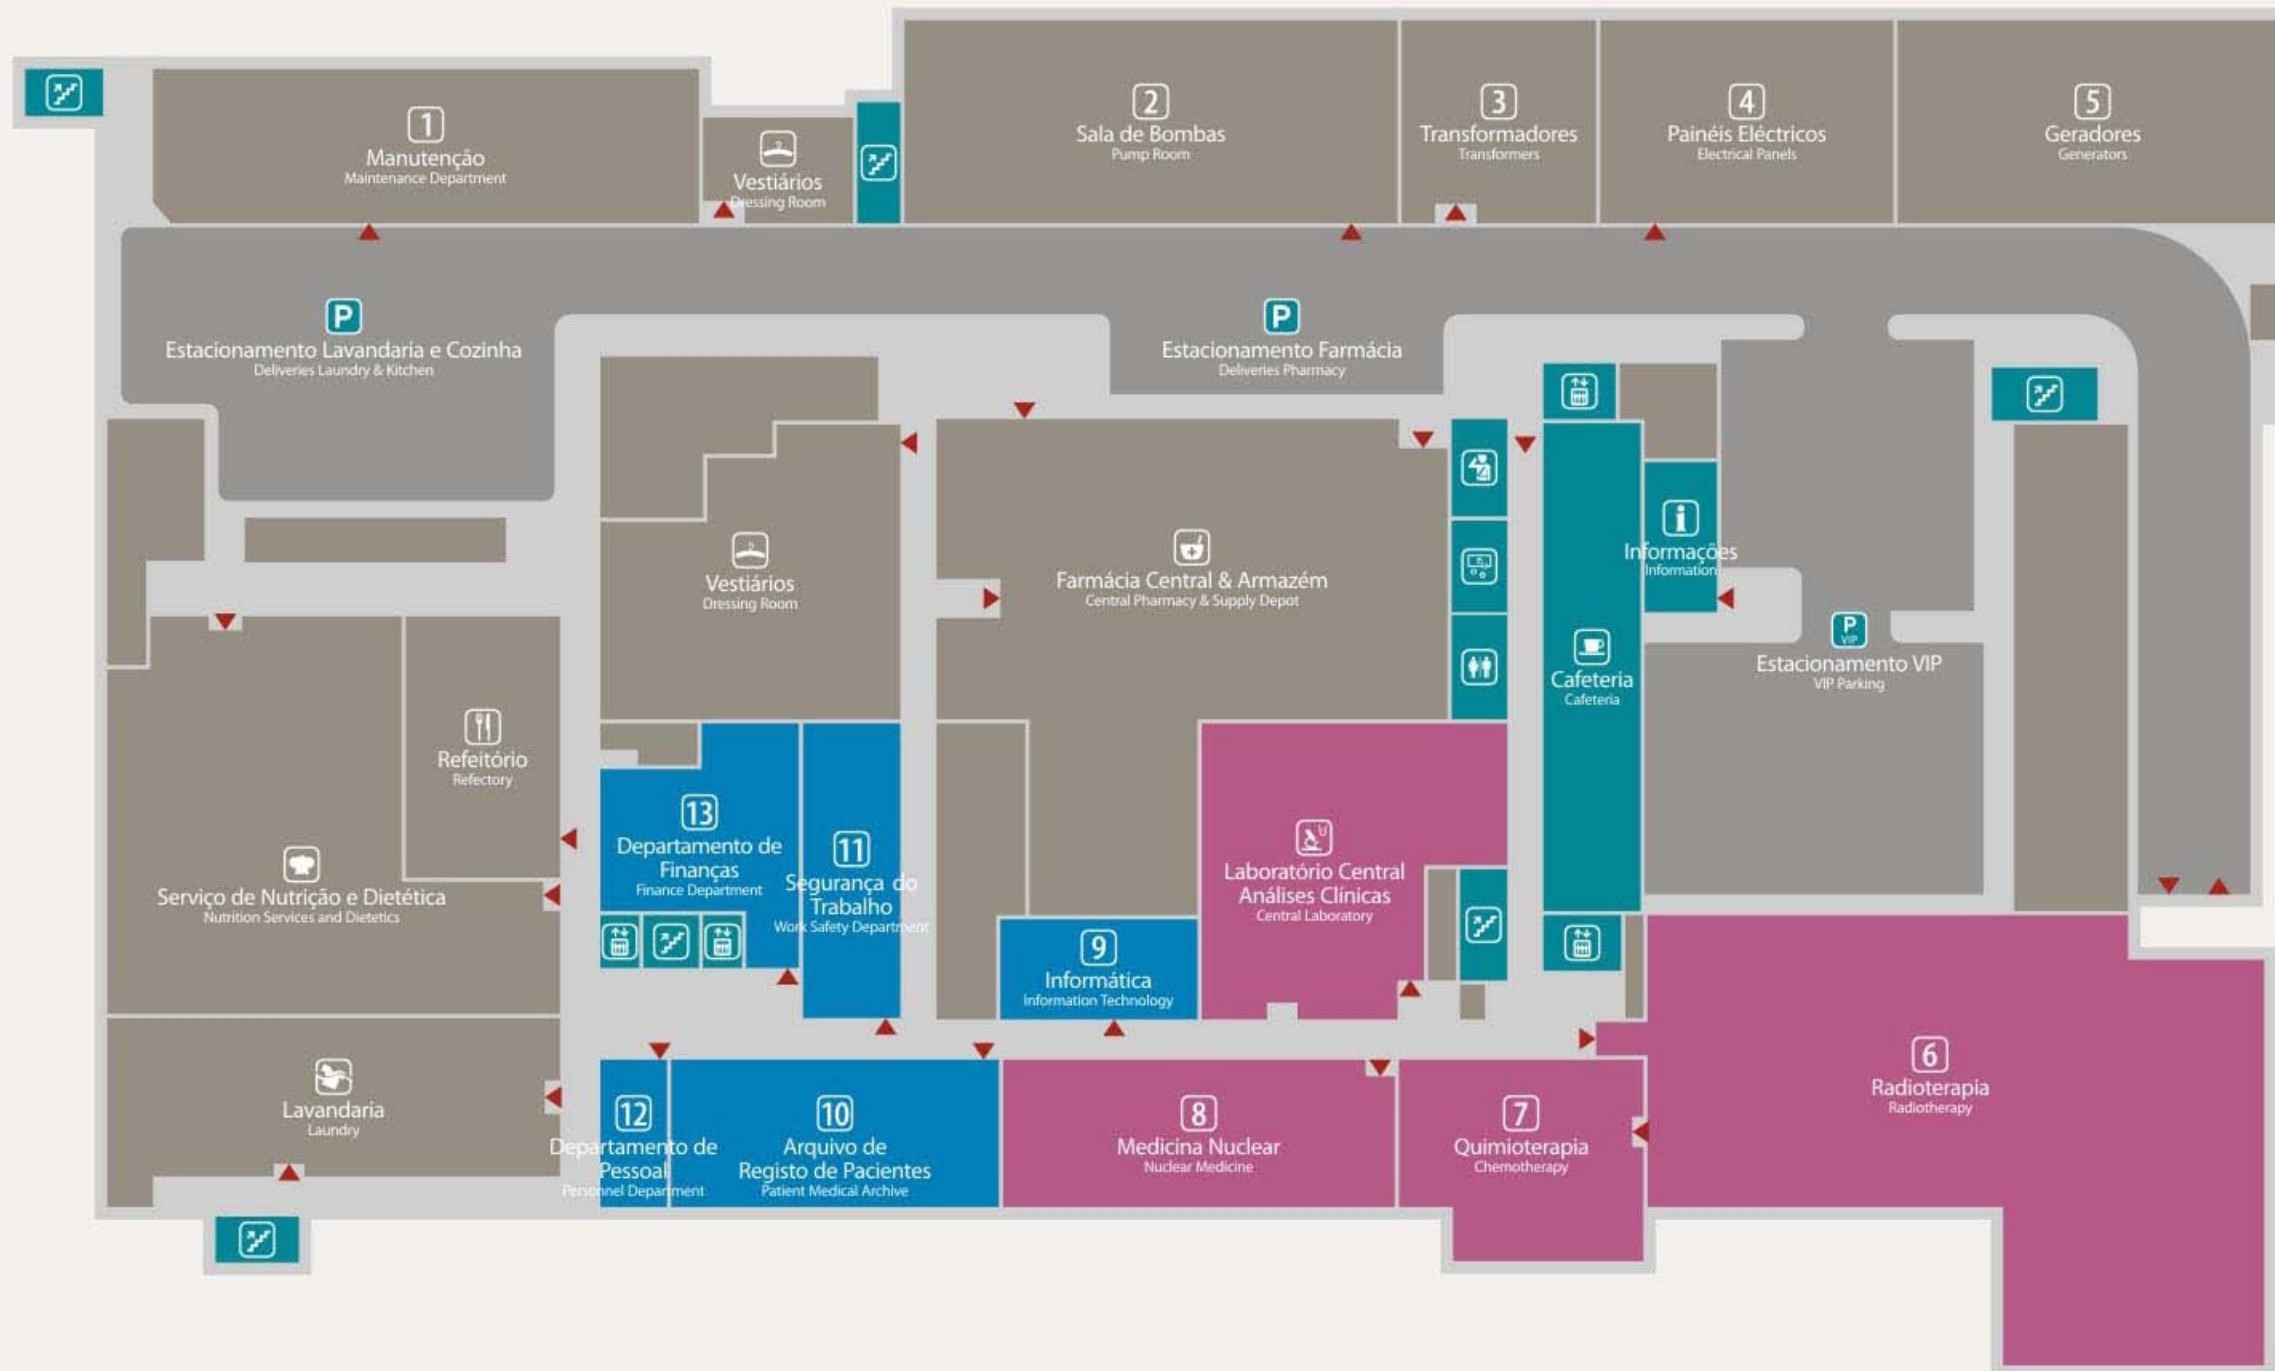 1
Manutenção
Maintenance Department
Vestiários
Dressing Room
2
Sala de Bombas
Pump Room
3
Transformadores
Transformers
4
Painéis Eléctricos
Electrical Panels
5
Geradores
Generators
P
Estacionamento Lavandaria e Cozinha
Deliveries Laundry & Kitchen
P
Estacionamento Farmácia
Deliveries Pharmacy
Vestiários
Dressing Room
Farmácia Central & Armazém
Central Pharmacy & Supply Depot
i
Informações
Information
Cafeteria
Cafeteria
P
VIP
Estacionamento VIP
VIP Parking
Refeitório
Refectory
Serviço de Nutrição e Dietética
Nutrition Services and Dietetics
13
Departamento de
Finanças
Finance Department
11
Segurança do
Trabalho
Work Safety Department
Laboratório Central
Análises Clínicas
Central Laboratory
9
Informática
Information Technology
Lavandaria
Laundry
12
Departamento de
Pessoal
Personnel Department
10
Arquivo de
Registo de Pacientes
Patient Medical Archive
8
Medicina Nuclear
Nuclear Medicine
7
Quimioterapia
Chemotherapy
6
Radioterapia
Radiotherapy